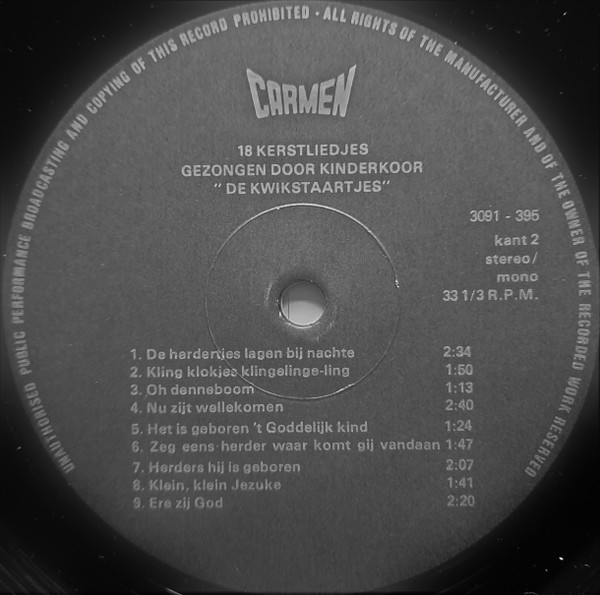 UNAUTHORISED PUBLIC PERFORMANCE BROADCASTING AND COPYING OF THIS RECORD PROHIBITED · ALL RIGHTS OF THE MANUFACTURER AND OF THE OWNER OF THE RECORDED WORK RESERVED
CARMEN
18 KERSTLIEDJES
GEZONGEN DOOR KINDERKOOR
" DE KWIKSTAARTJES"
3091 - 395
kant 2
stereo/
mono
33 1/3 R.P.M.
1. De herdertjes lagen bij nachte 2:34
2. Kling klokjes klingelinge-ling 1:50
3. Oh denneboom 1:13
4. Nu zijt wellekomen 2:40
5. Het is geboren 't Goddelijk kind 1:24
6. Zeg eens herder waar komt gij vandaan 1:47
7. Herders hij is geboren 2:07
8. Klein, klein Jezuke 1:41
9. Ere zij God 2:20